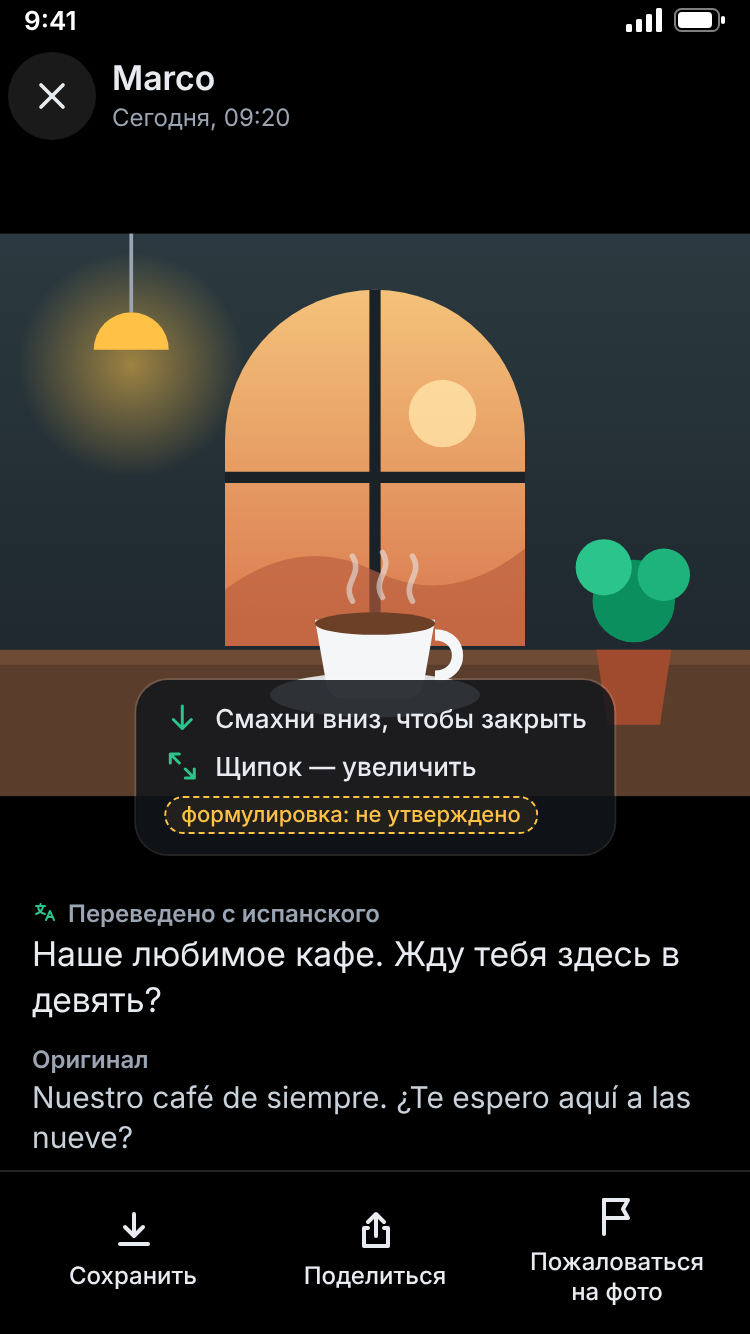 9:41
Marco
Сегодня, 09:20
Смахни вниз, чтобы закрыть
Щипок — увеличить
формулировка: не утверждено
Переведено с испанского
Наше любимое кафе. Жду тебя здесь в
девять?
Оригинал
Nuestro café de siempre. ¿Te espero aquí a las
nueve?
Сохранить
Поделиться
Пожаловаться
на фото